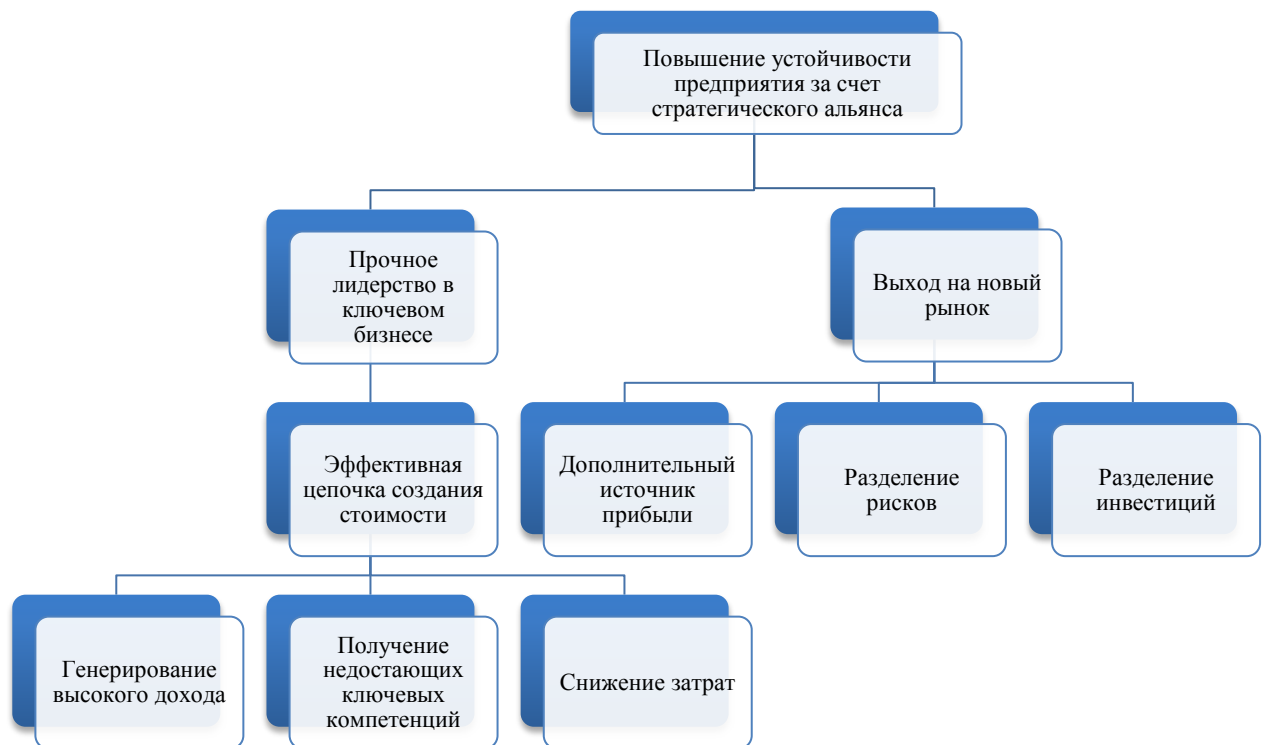 Повышение устойчивости
предприятия за счет
стратегического альянса
Прочное
лидерство в
ключевом
бизнесе
Выход на новый
рынок
Эффективная
цепочка создания
стоимости
Дополнительный
источник
прибыли
Разделение
рисков
Разделение
инвестиций
Генерирование
высокого дохода
Получение
недостающих
ключевых
компетенций
Снижение затрат